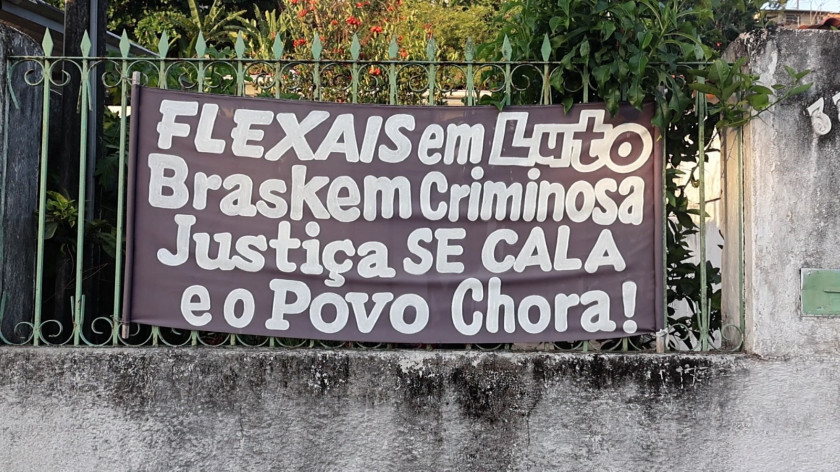 FLEXAIS em Luto
Braskem Criminosa
Justiça SE CALA
e o Povo Chora!